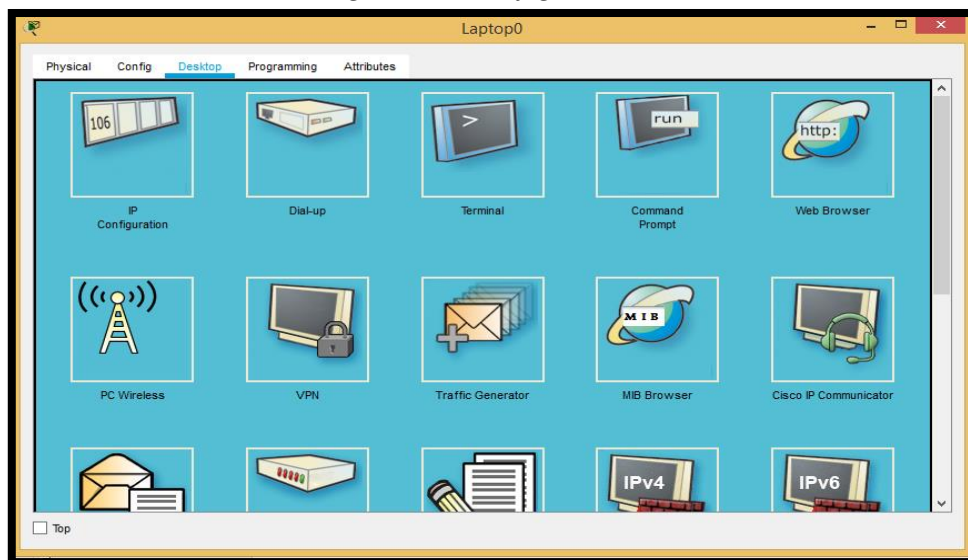 Laptop0
Physical Config Desktop Programming Attributes
106
>
run
http:
IP
Configuration
Dial-up
Terminal
Command
Prompt
Web Browser
MIB
PC Wireless
VPN
Traffic Generator
MIB Browser
Cisco IP Communicator
IPv4
IPv6
Top